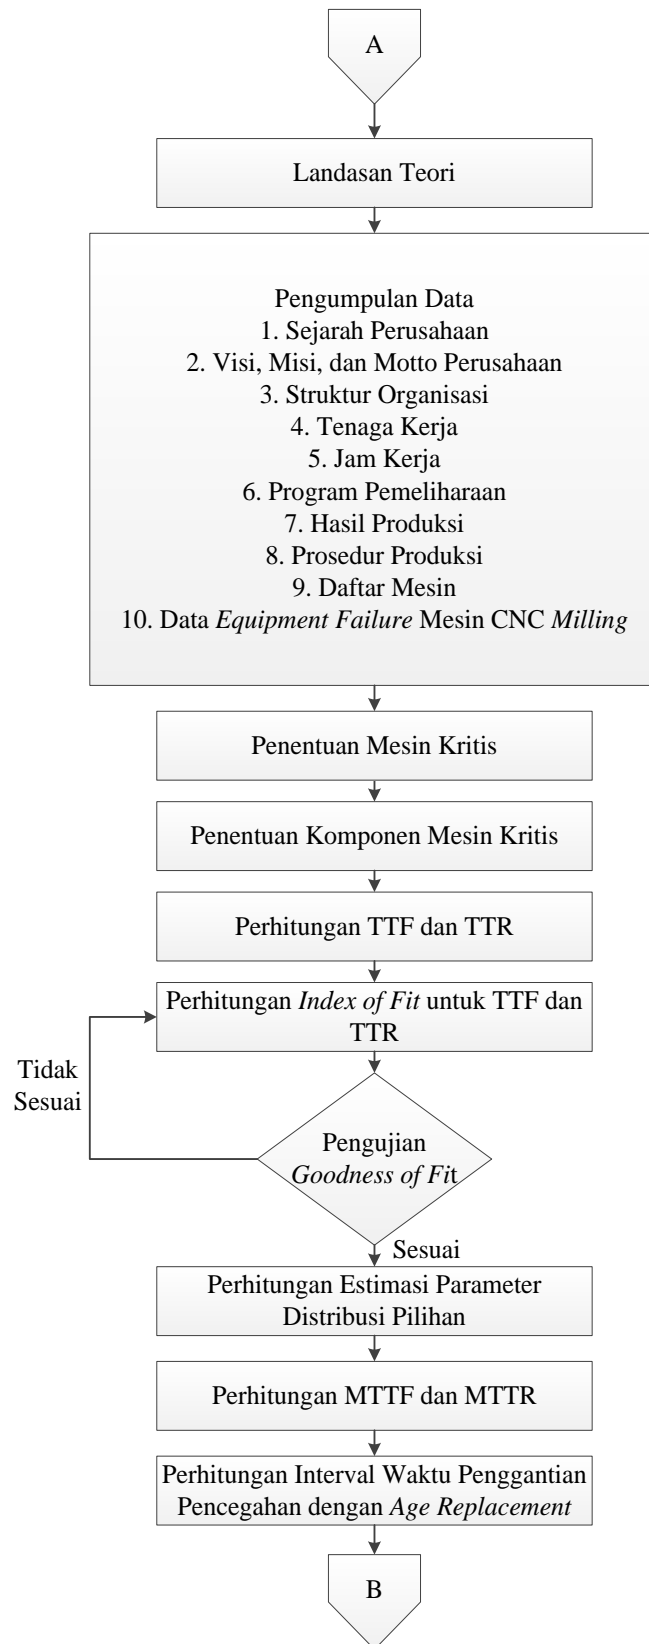 A
Landasan Teori
Pengumpulan Data
1. Sejarah Perusahaan
2. Visi, Misi, dan Motto Perusahaan
3. Struktur Organisasi
4. Tenaga Kerja
5. Jam Kerja
6. Program Pemeliharaan
7. Hasil Produksi
8. Prosedur Produksi
9. Daftar Mesin
10. Data Equipment Failure Mesin CNC Milling
Penentuan Mesin Kritis
Penentuan Komponen Mesin Kritis
Perhitungan TTF dan TTR
Perhitungan Index of Fit untuk TTF dan
TTR
Tidak
Sesuai
Pengujian
Goodness of Fit
Sesuai
Perhitungan Estimasi Parameter
Distribusi Pilihan
Perhitungan MTTF dan MTTR
Perhitungan Interval Waktu Penggantian
Pencegahan dengan Age Replacement
B